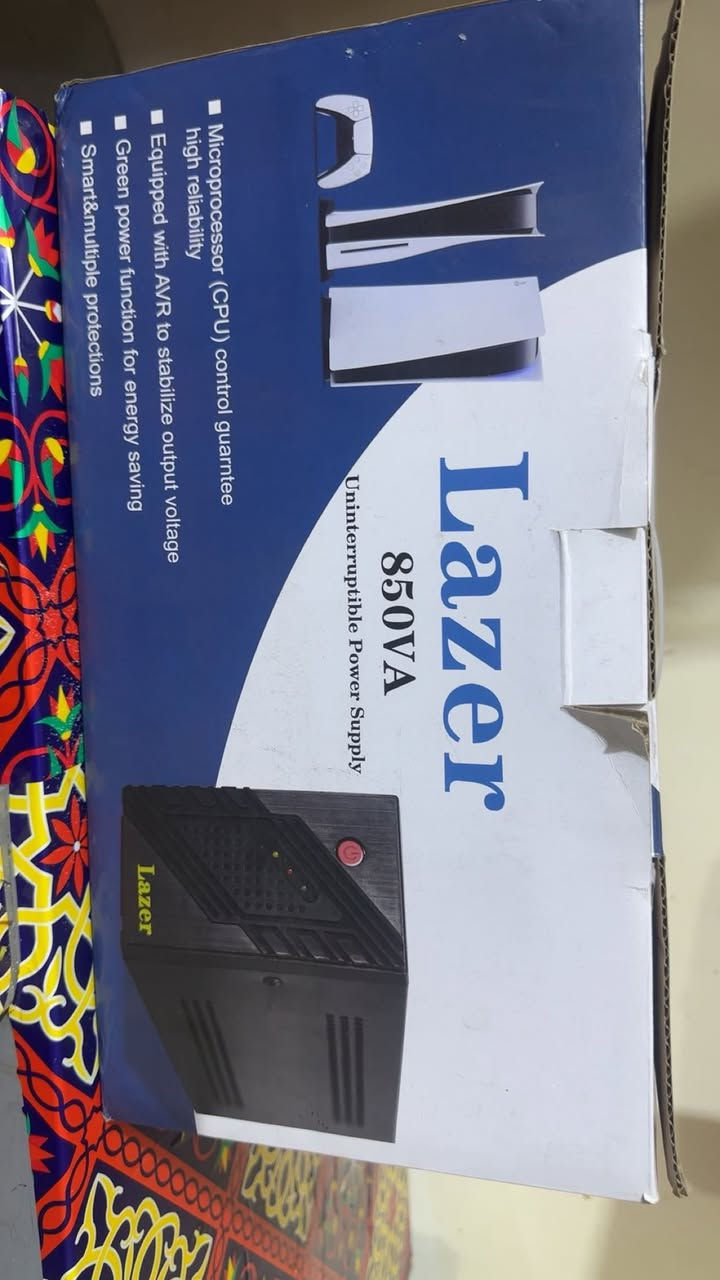 Lazer
850VA
Uninterruptible Power Supply
Microprocessor (CPU) control guarntee
high reliability
Equipped with AVR to stabilize output voltage
Green power function for energy saving
Smart&multiple protections
Lazer